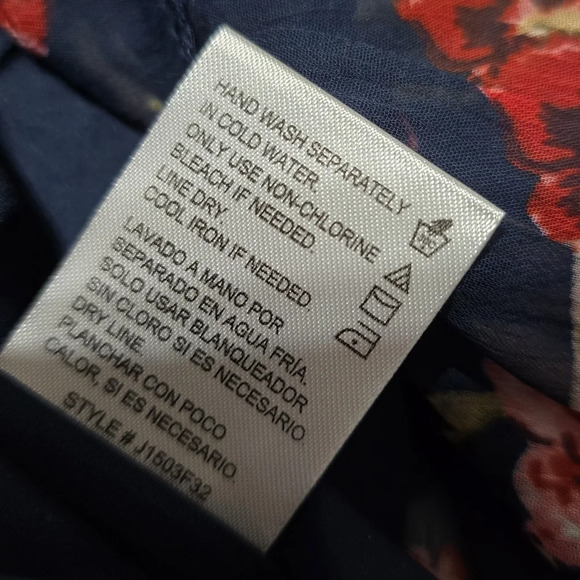 HAND WASH SEPARATELY
IN COLD WATER.
ONLY USE NON-CHLORINE
BLEACH IF NEEDED.
LINE DRY.
COOL IRON IF NEEDED.
LAVADO A MANO POR
SEPARADO EN AGUA FRÍA.
SOLO USAR BLANQUEADOR
SIN CLORO SI ES NECESARIO
DRY LINE.
PLANCHAR CON POCO
CALOR, SI ES NECESARIO.
STYLE # J1503F32